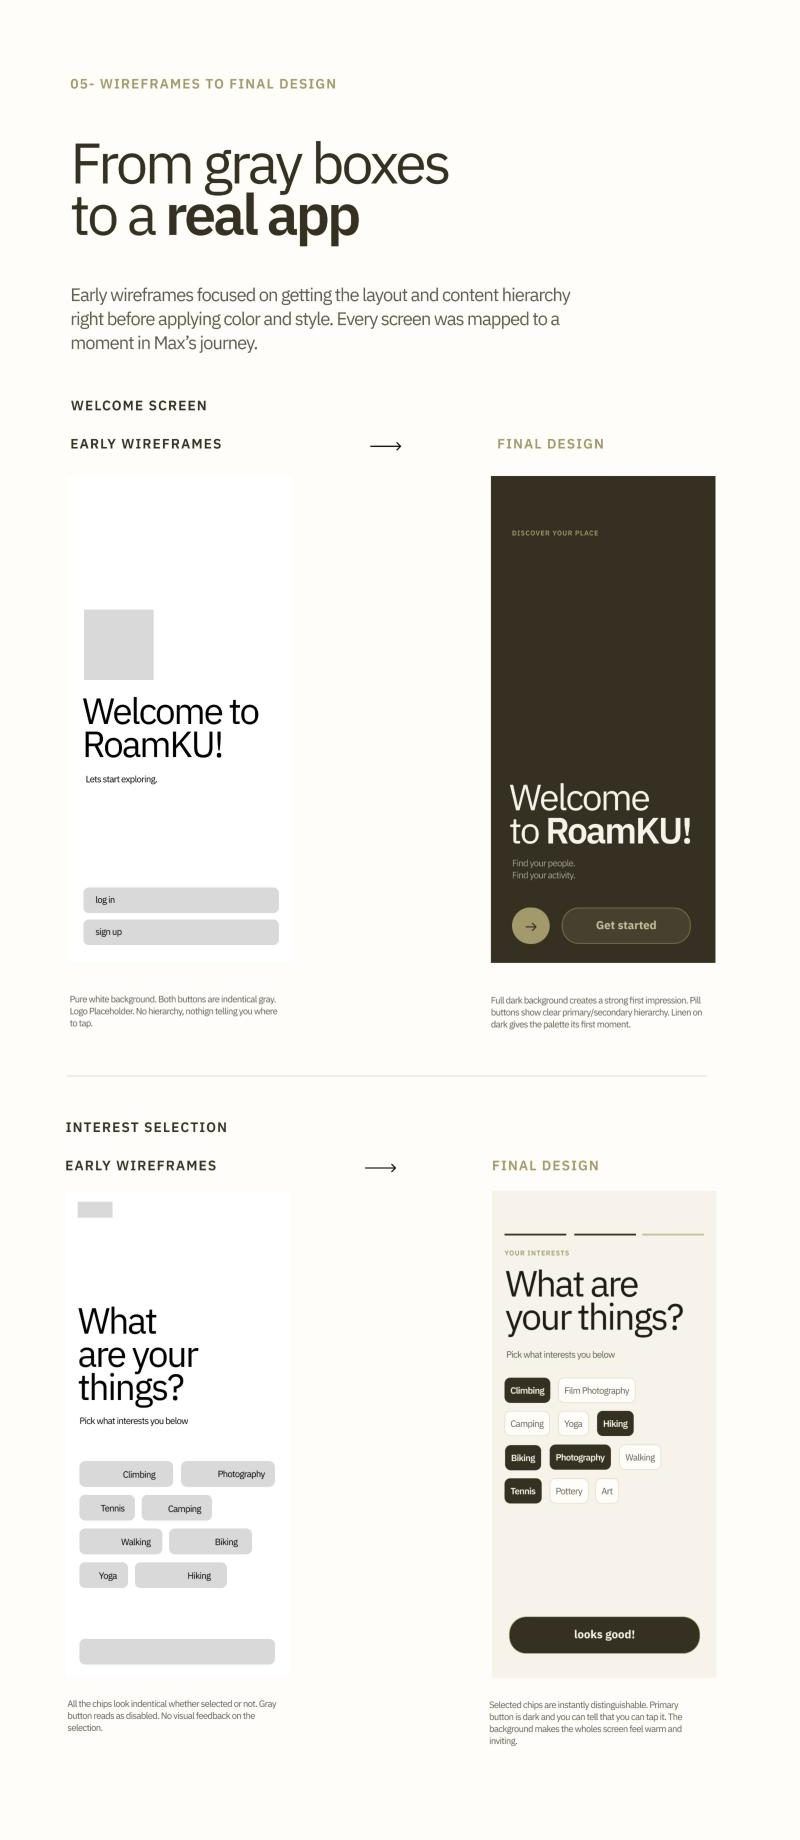 05- WIREFRAMES TO FINAL DESIGN
From gray boxes
to a real app
Early wireframes focused on getting the layout and content hierarchy
right before applying color and style. Every screen was mapped to a
moment in Max’s journey.
WELCOME SCREEN
EARLY WIREFRAMES
Welcome to
RoamKU!
Lets start exploring.
log in
sign up
Pure white background. Both buttons are indentical gray.
Logo Placeholder. No hierarchy, nothign telling you where
to tap.
→
FINAL DESIGN
DISCOVER YOUR PLACE
Welcome
to RoamKU!
Find your people.
Find your activity.
→
Get started
Full dark background creates a strong first impression. Pill
buttons show clear primary/secondary hierarchy. Linen on
dark gives the palette its first moment.
INTEREST SELECTION
EARLY WIREFRAMES
What
are your
things?
Pick what interests you below
Climbing Photography
Tennis Camping
Walking Biking
Yoga Hiking
All the chips look indentical whether selected or not. Gray
button reads as disabled. No visual feedback on the
selection.
→
FINAL DESIGN
YOUR INTERESTS
What are
your things?
Pick what interests you below
Climbing Film Photography
Camping Yoga Hiking
Biking Photography Walking
Tennis Pottery Art
looks good!
Selected chips are instantly distinguishable. Primary
button is dark and you can tell that you can tap it. The
background makes the wholes screen feel warm and
inviting.